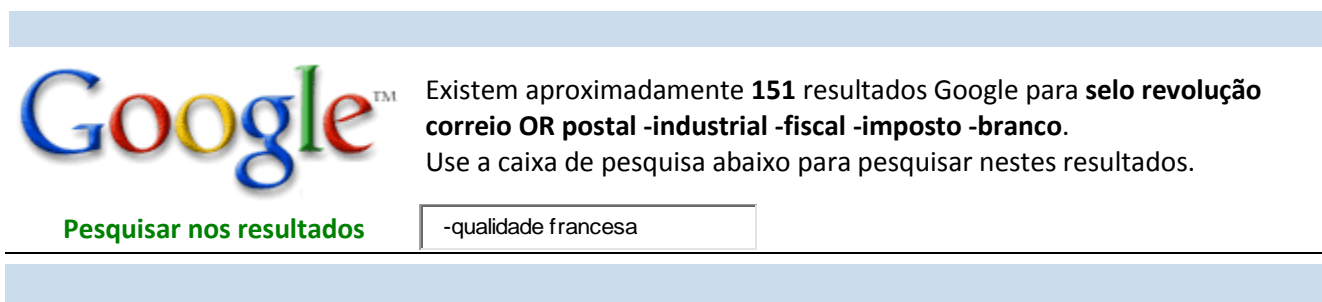 Google™
Existem aproximadamente 151 resultados Google para selo revolução
correio OR postal -industrial -fiscal -imposto -branco.
Use a caixa de pesquisa abaixo para pesquisar nestes resultados.
Pesquisar nos resultados
-qualidade francesa